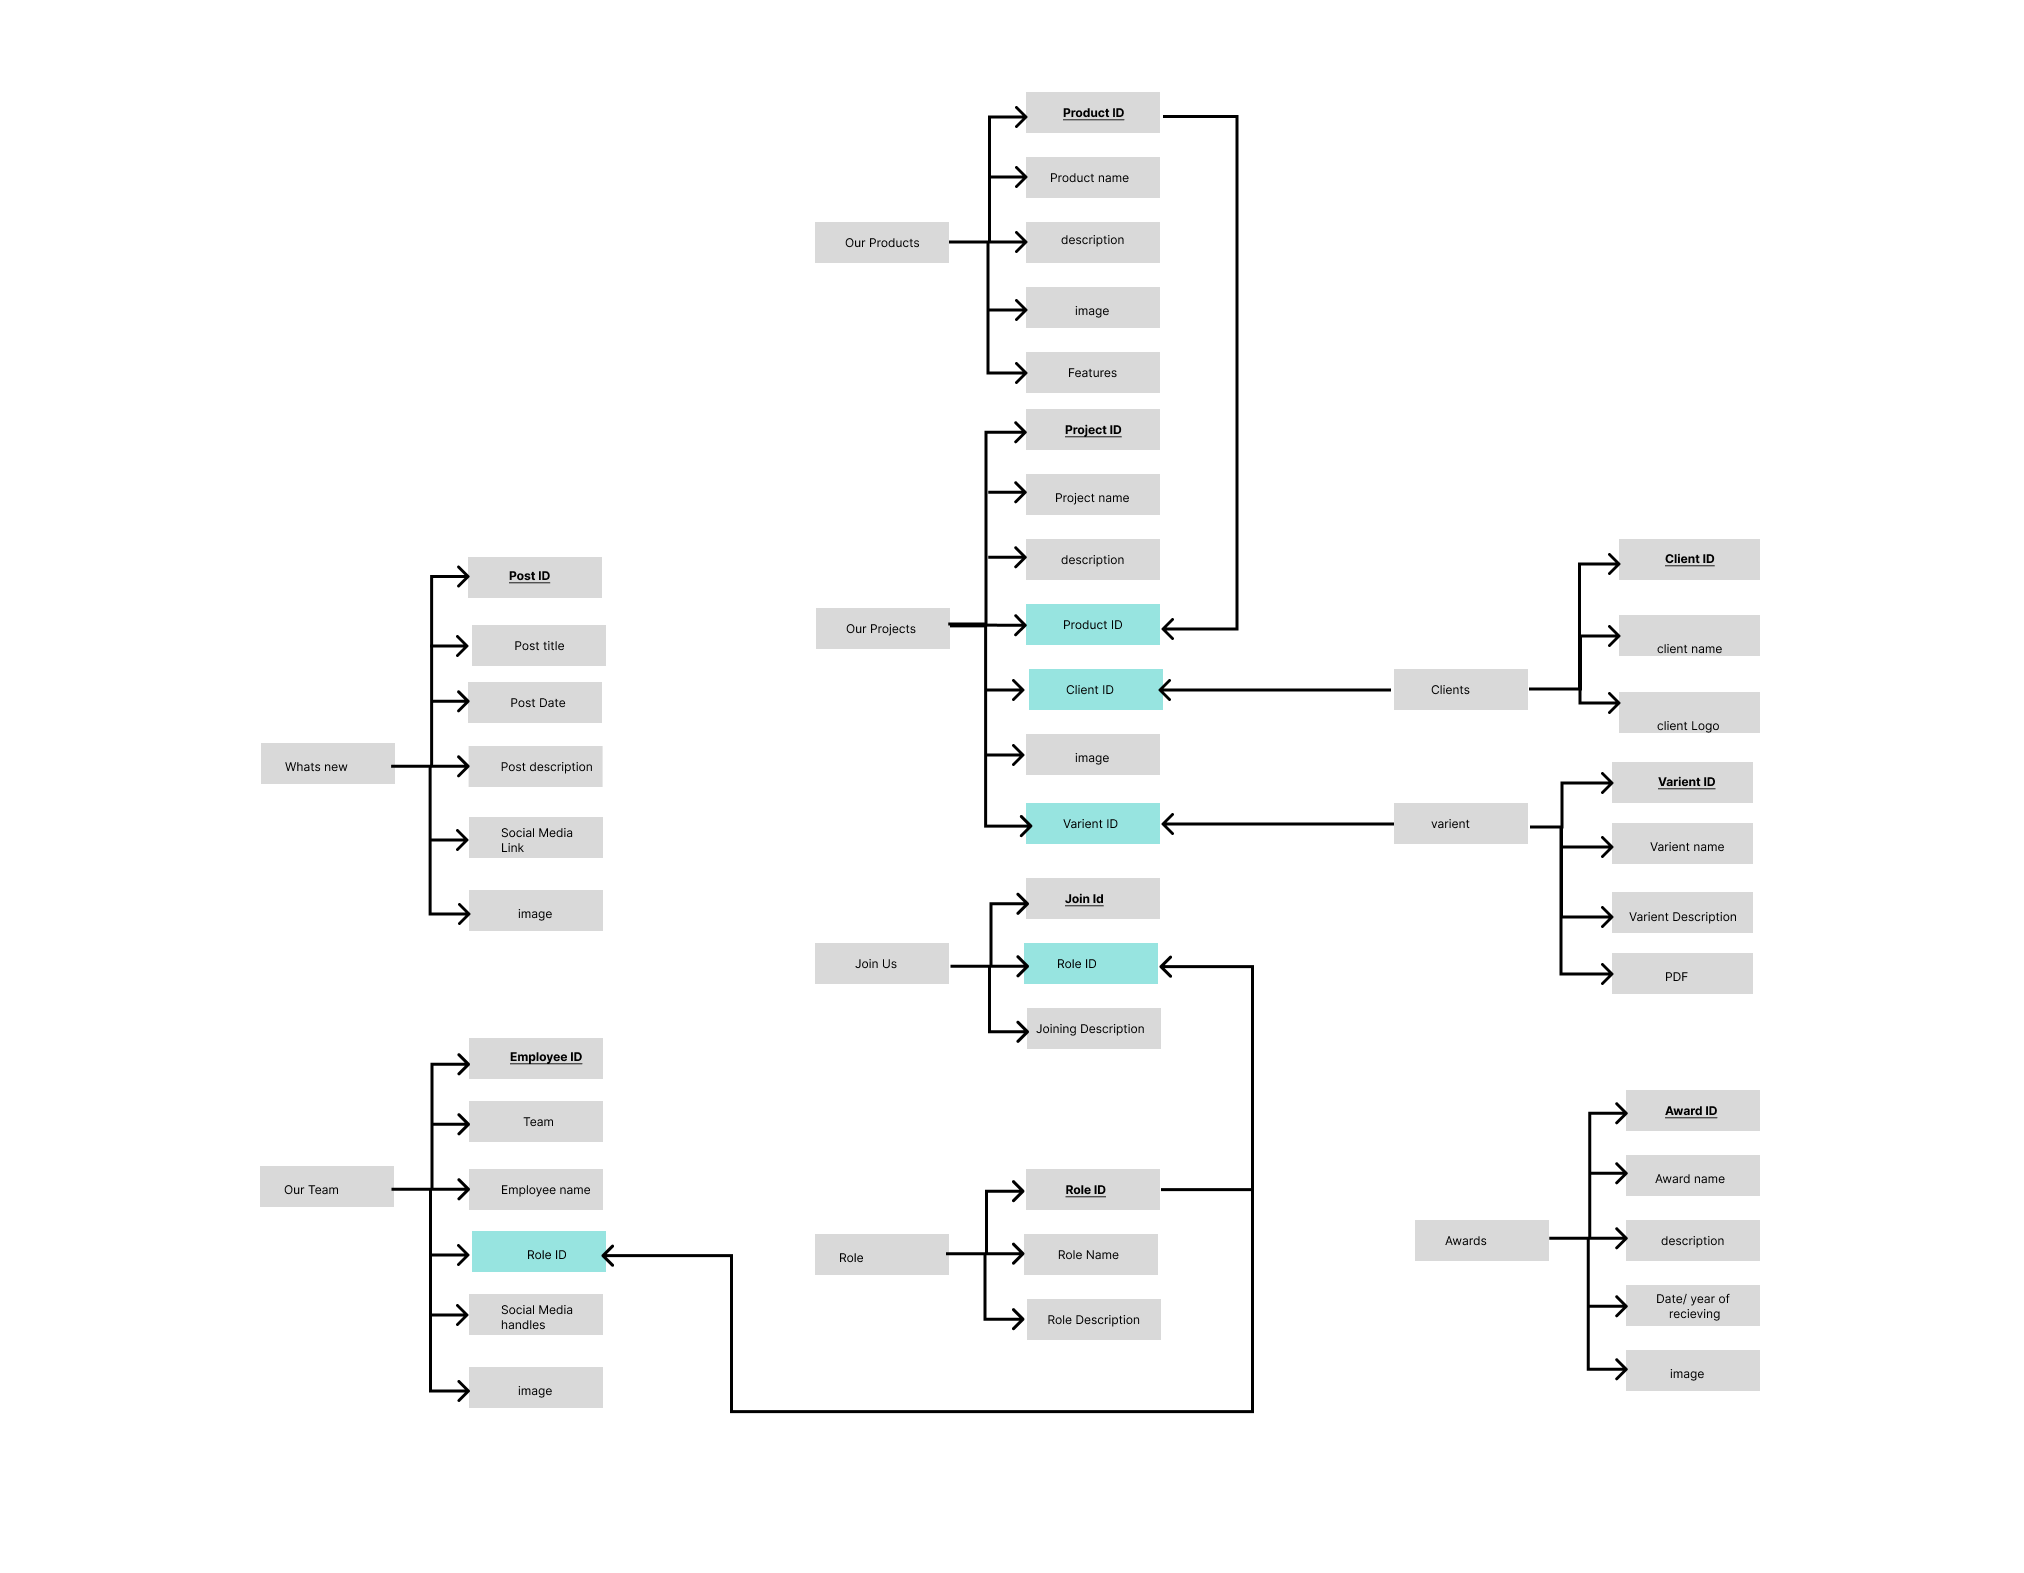 Product ID
Product name
Our Products
description
image
Features
Project ID
Project name
description
Our Projects
Product ID
Client ID
image
Varient ID
Clients
Client ID
client name
client Logo
varient
Varient ID
Varient name
Varient Description
PDF
Whats new
Post ID
Post title
Post Date
Post description
Social Media
Link
image
Join Us
Join Id
Role ID
Joining Description
Our Team
Employee ID
Team
Employee name
Role ID
Social Media
handles
image
Role
Role ID
Role Name
Role Description
Awards
Award ID
Award name
description
Date/ year of
recieving
image